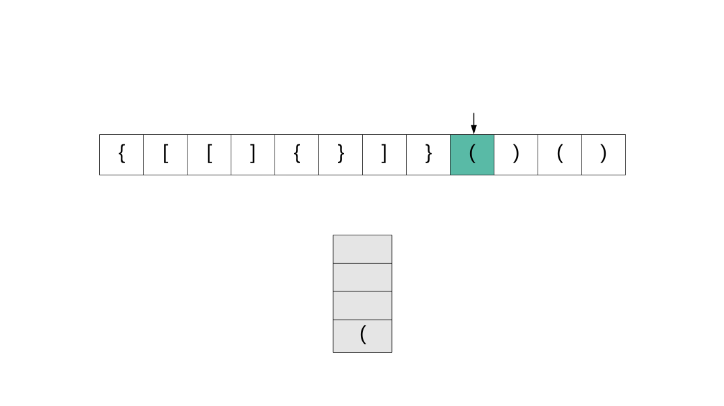 { [ [ ] { } ] } ( ) ( )
(